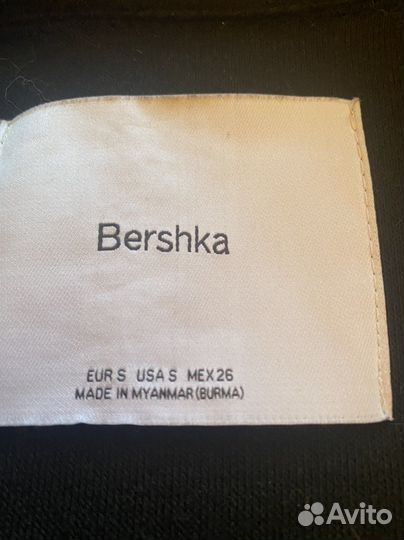 Bershka
EUR S USA S MEX 26
MADE IN MYANMAR (BURMA)
Avito